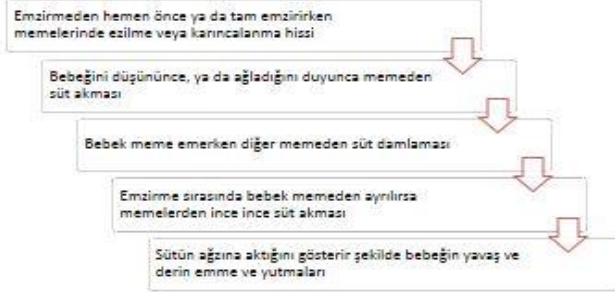 Emzirmeden hemen önce ya da tam emzirirken
memelerinde ezilme veya karıncalanma hissi
Bebeğini düşününce, ya da ağladığını duyunca memeden
süt akması
Bebek meme emerken diğer memeden süt damlaması
Emzirme sırasında bebek memeden ayrılırsa
memelerden ince ince süt akması
Sütün ağzına aktığını gösterir şekilde bebeğin yavaş ve
derin emme ve yutmaları